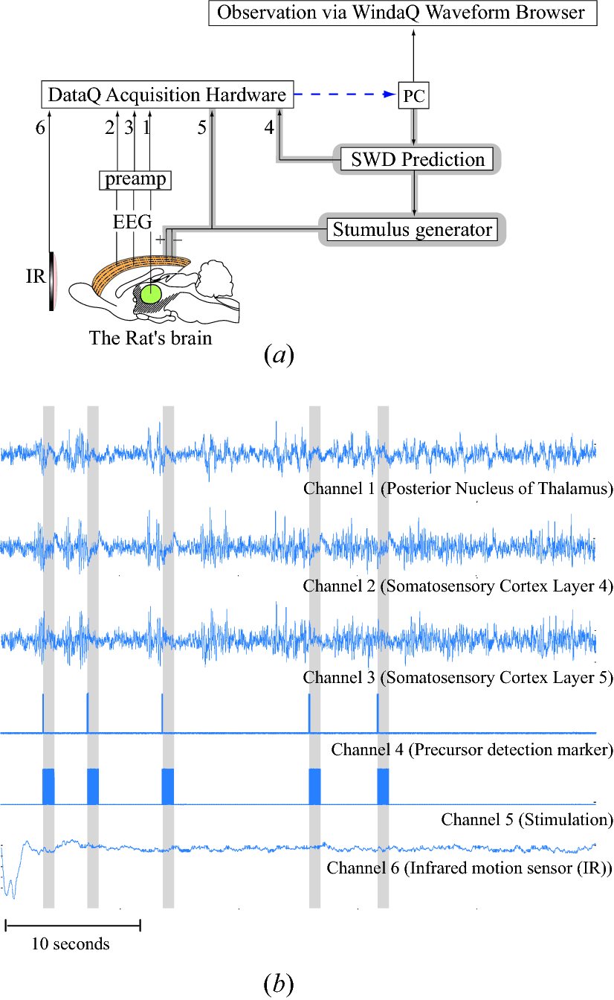 Observation via WindaQ Waveform Browser
DataQ Acquisition Hardware
PC
6
2
3
1
5
4
SWD Prediction
preamp
EEG
Stumulus generator
+
−
IR
The Rat's brain
(a)
Channel 1 (Posterior Nucleus of Thalamus)
Channel 2 (Somatosensory Cortex Layer 4)
Channel 3 (Somatosensory Cortex Layer 5)
Channel 4 (Precursor detection marker)
Channel 5 (Stimulation)
Channel 6 (Infrared motion sensor (IR))
10 seconds
(b)